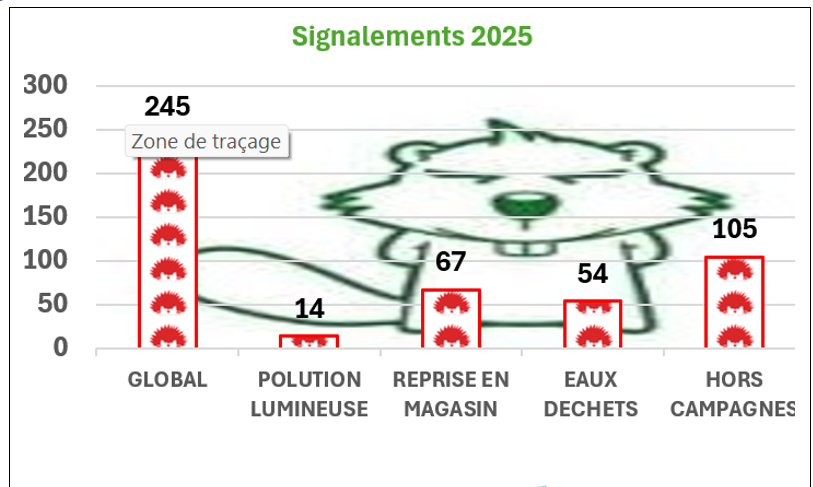 Signalements 2025
300
245
250
Zone de traçage
200
150
105
100
67
54
50
14
0
GLOBAL
POLUTION
LUMINEUSE
REPRISE EN
MAGASIN
EAUX
DECHETS
HORS
CAMPAGNES